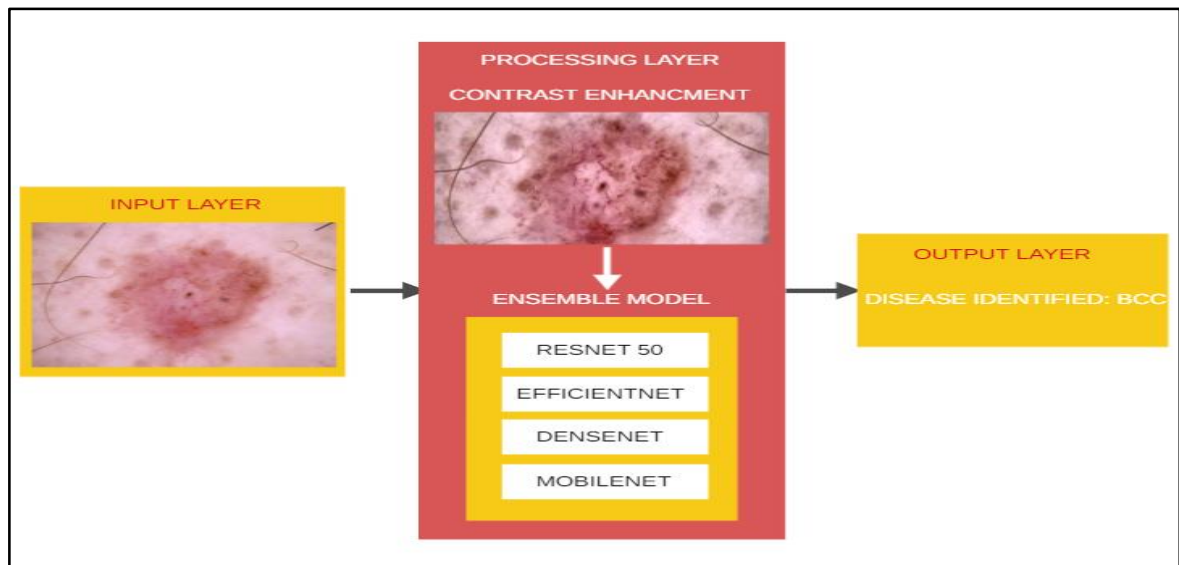 INPUT LAYER
PROCESSING LAYER
CONTRAST ENHANCMENT
ENSEMBLE MODEL
RESNET 50
EFFICIENTNET
DENSENET
MOBILENET
OUTPUT LAYER
DISEASE IDENTIFIED: BCC